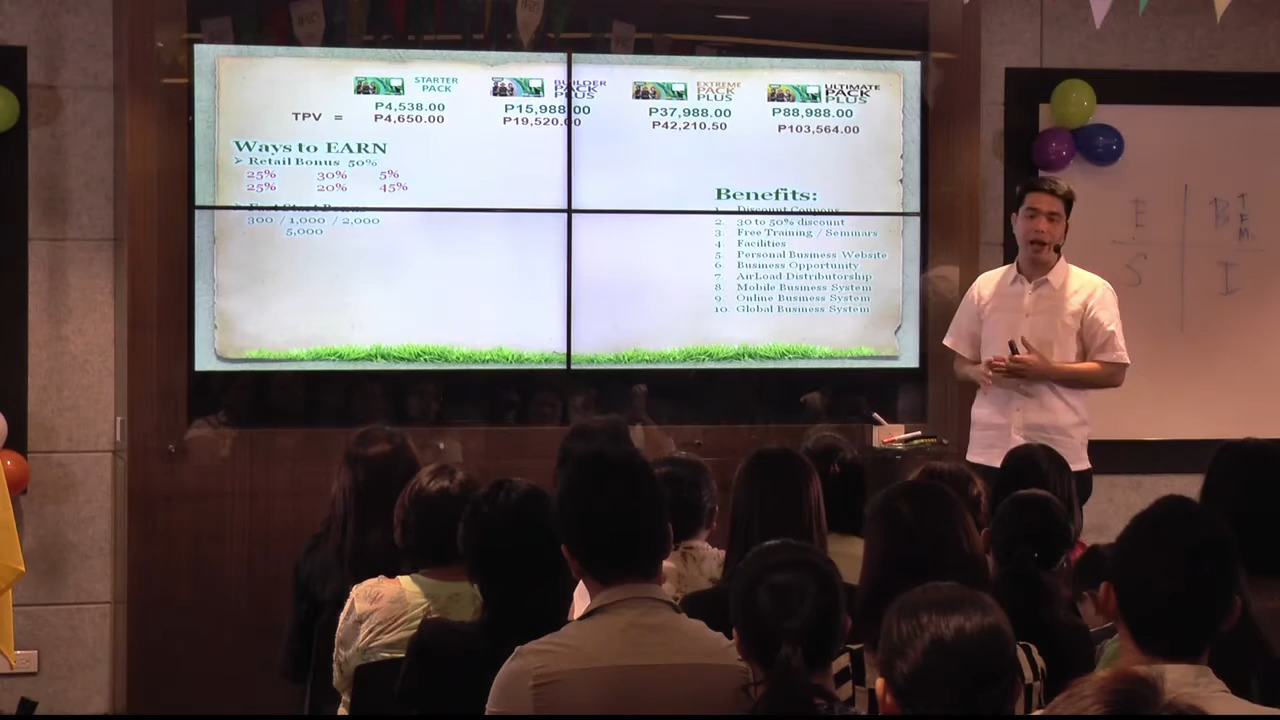 STARTER PACK
BUILDER PACK PLUS
EXTREME PACK PLUS
ULTIMATE PACK PLUS
P4,538.00 P15,988.00 P37,988.00 P88,988.00
TPV = P4,650.00 P19,520.00 P42,210.50 P103,564.00
Ways to EARN
➢ Retail Bonus 50%
25% 30% 5%
25% 20% 45%
300 / 1,000 / 2,000
5,000
Benefits:
1. Discount Coupons
2. 30 to 50% discount
3. Free Training / Seminars
4. Facilities
5. Personal Business Website
6. Business Opportunity
7. AirLoad Distributorship
8. Mobile Business System
9. Online Business System
10. Global Business System
E B
S I